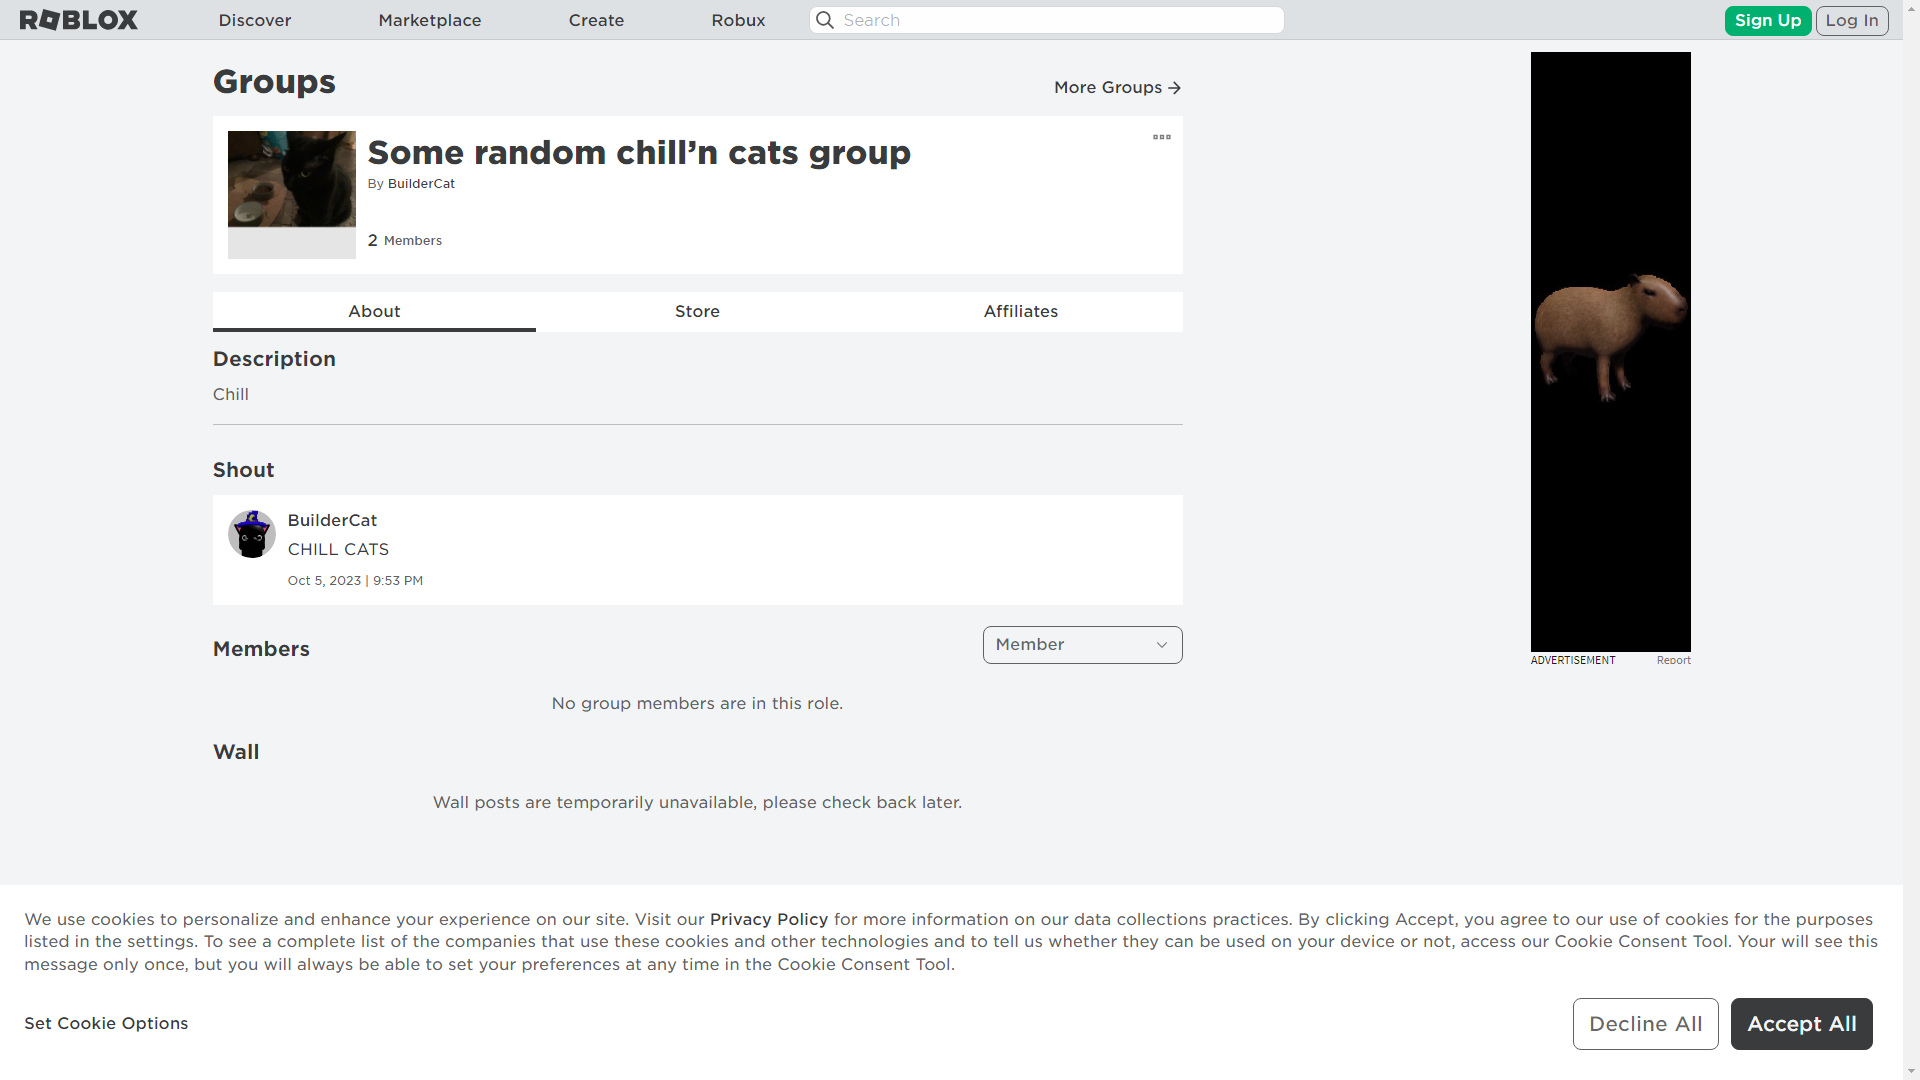 ROBLOX
Discover
Marketplace
Create
Robux
Search
Sign Up
Log In
Groups
More Groups
Some random chill’n cats group
By BuilderCat
2 Members
About
Store
Affiliates
Description
Chill
Shout
BuilderCat
CHILL CATS
Oct 5, 2023 | 9:53 PM
Members
Member
No group members are in this role.
Wall
Wall posts are temporarily unavailable, please check back later.
ADVERTISEMENT
Report
We use cookies to personalize and enhance your experience on our site. Visit our Privacy Policy for more information on our data collections practices. By clicking Accept, you agree to our use of cookies for the purposes
listed in the settings. To see a complete list of the companies that use these cookies and other technologies and to tell us whether they can be used on your device or not, access our Cookie Consent Tool. Your will see this
message only once, but you will always be able to set your preferences at any time in the Cookie Consent Tool.
Set Cookie Options
Decline All
Accept All